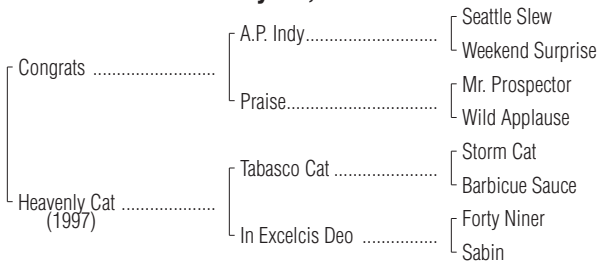 Seattle Slew
A.P. Indy..............................
Weekend Surprise
Congrats ........................
Mr. Prospector
Praise..................................
Wild Applause
Storm Cat
Tabasco Cat .......................
Barbicue Sauce
Heavenly Cat ..................
(1997)
Forty Niner
In Excelcis Deo .................
Sabin